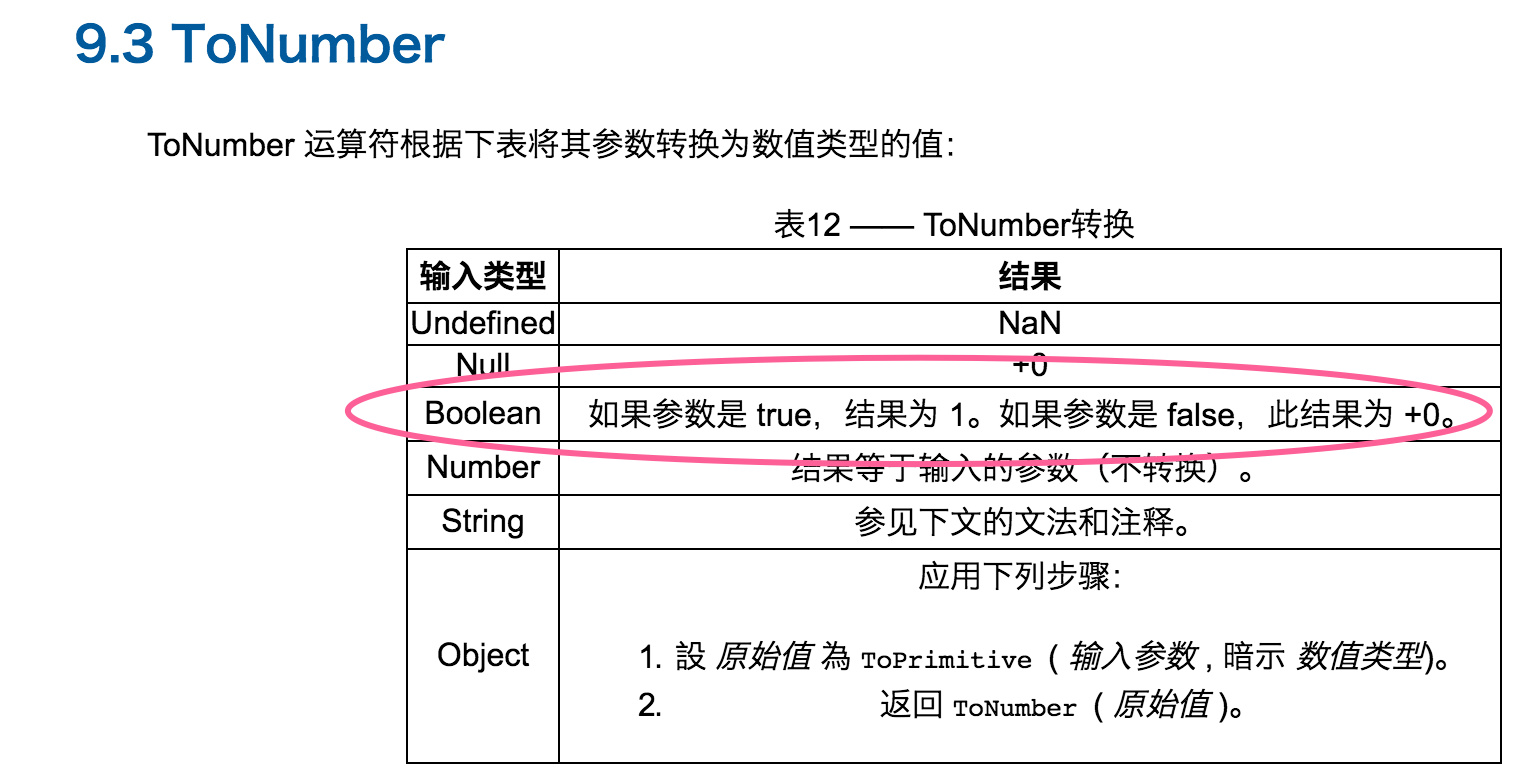 9.3 ToNumber
ToNumber 运算符根据下表将其参数转换为数值类型的值：
表12 —— ToNumber转换
输入类型 结果
Undefined NaN
Null +0
Boolean 如果参数是 true，结果为 1。如果参数是 false，此结果为 +0。
Number 结果等于输入的参数（不转换）。
String 参见下文的文法和注释。
应用下列步骤：
Object 1. 設 原始值 為 ToPrimitive ( 输入参数 , 暗示 数值类型)。
2. 返回 ToNumber ( 原始值 )。